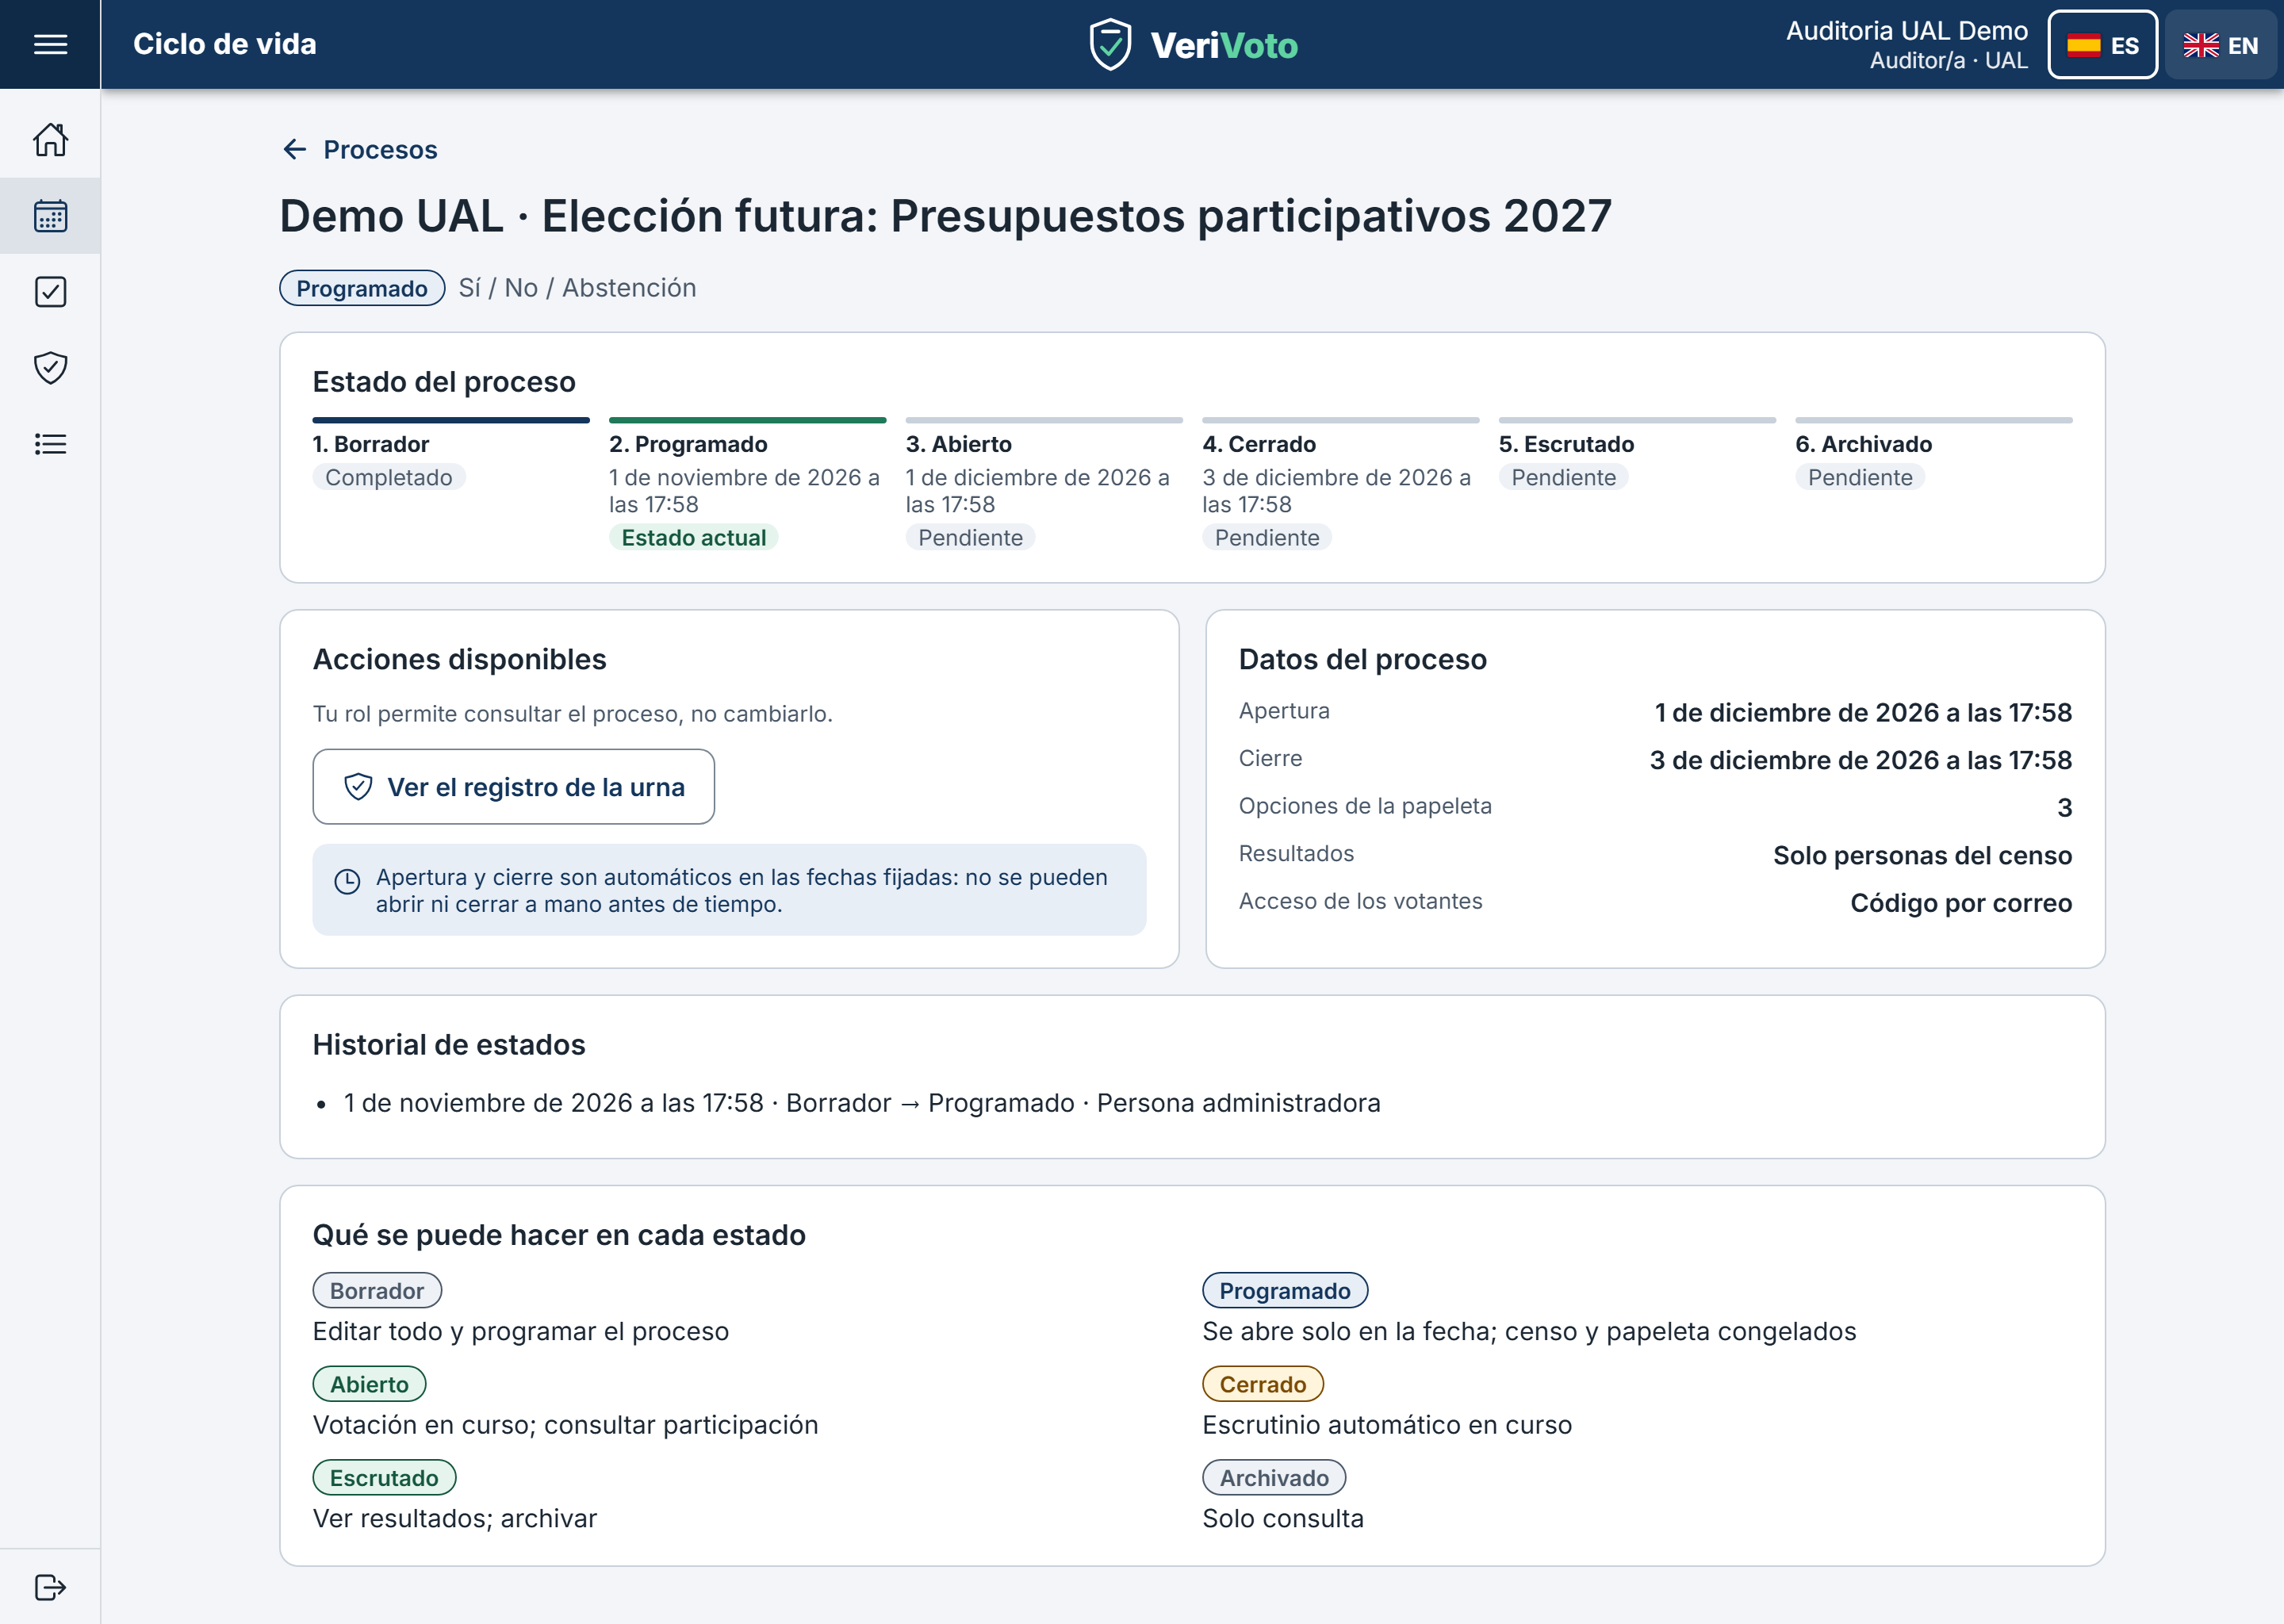 Ciclo de vida
VeriVoto
Auditoria UAL Demo
Auditor/a · UAL
ES
EN
Procesos
Demo UAL · Elección futura: Presupuestos participativos 2027
Programado
Sí / No / Abstención
Estado del proceso
1. Borrador
Completado
2. Programado
1 de noviembre de 2026 a
las 17:58
Estado actual
3. Abierto
1 de diciembre de 2026 a
las 17:58
Pendiente
4. Cerrado
3 de diciembre de 2026 a
las 17:58
Pendiente
5. Escrutado
Pendiente
6. Archivado
Pendiente
Acciones disponibles
Tu rol permite consultar el proceso, no cambiarlo.
Ver el registro de la urna
Apertura y cierre son automáticos en las fechas fijadas: no se pueden
abrir ni cerrar a mano antes de tiempo.
Datos del proceso
Apertura
1 de diciembre de 2026 a las 17:58
Cierre
3 de diciembre de 2026 a las 17:58
Opciones de la papeleta
3
Resultados
Solo personas del censo
Acceso de los votantes
Código por correo
Historial de estados
• 1 de noviembre de 2026 a las 17:58 · Borrador → Programado · Persona administradora
Qué se puede hacer en cada estado
Borrador
Editar todo y programar el proceso
Programado
Se abre solo en la fecha; censo y papeleta congelados
Abierto
Votación en curso; consultar participación
Cerrado
Escrutinio automático en curso
Escrutado
Ver resultados; archivar
Archivado
Solo consulta